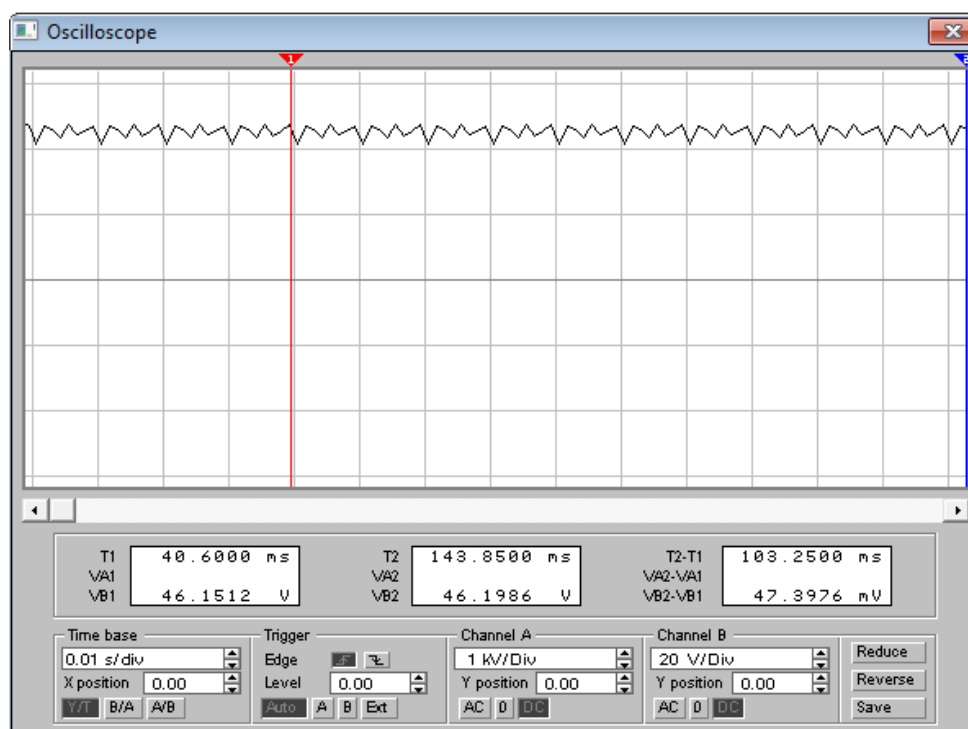 Oscilloscope
1
2
T1 40.6000 ms T2 143.8500 ms T2-T1 103.2500 ms
VA1 VA2 VA2-VA1
VB1 46.1512 V VB2 46.1986 V VB2-VB1 47.3976 mV
Time base Trigger Channel A Channel B
0.01 s/div Edge 1 kV/Div 20 V/Div Reduce
X position 0.00 Level 0.00 Y position 0.00 Y position 0.00 Reverse
Y/T B/A A/B Auto A B Ext AC 0 DC AC 0 DC Save